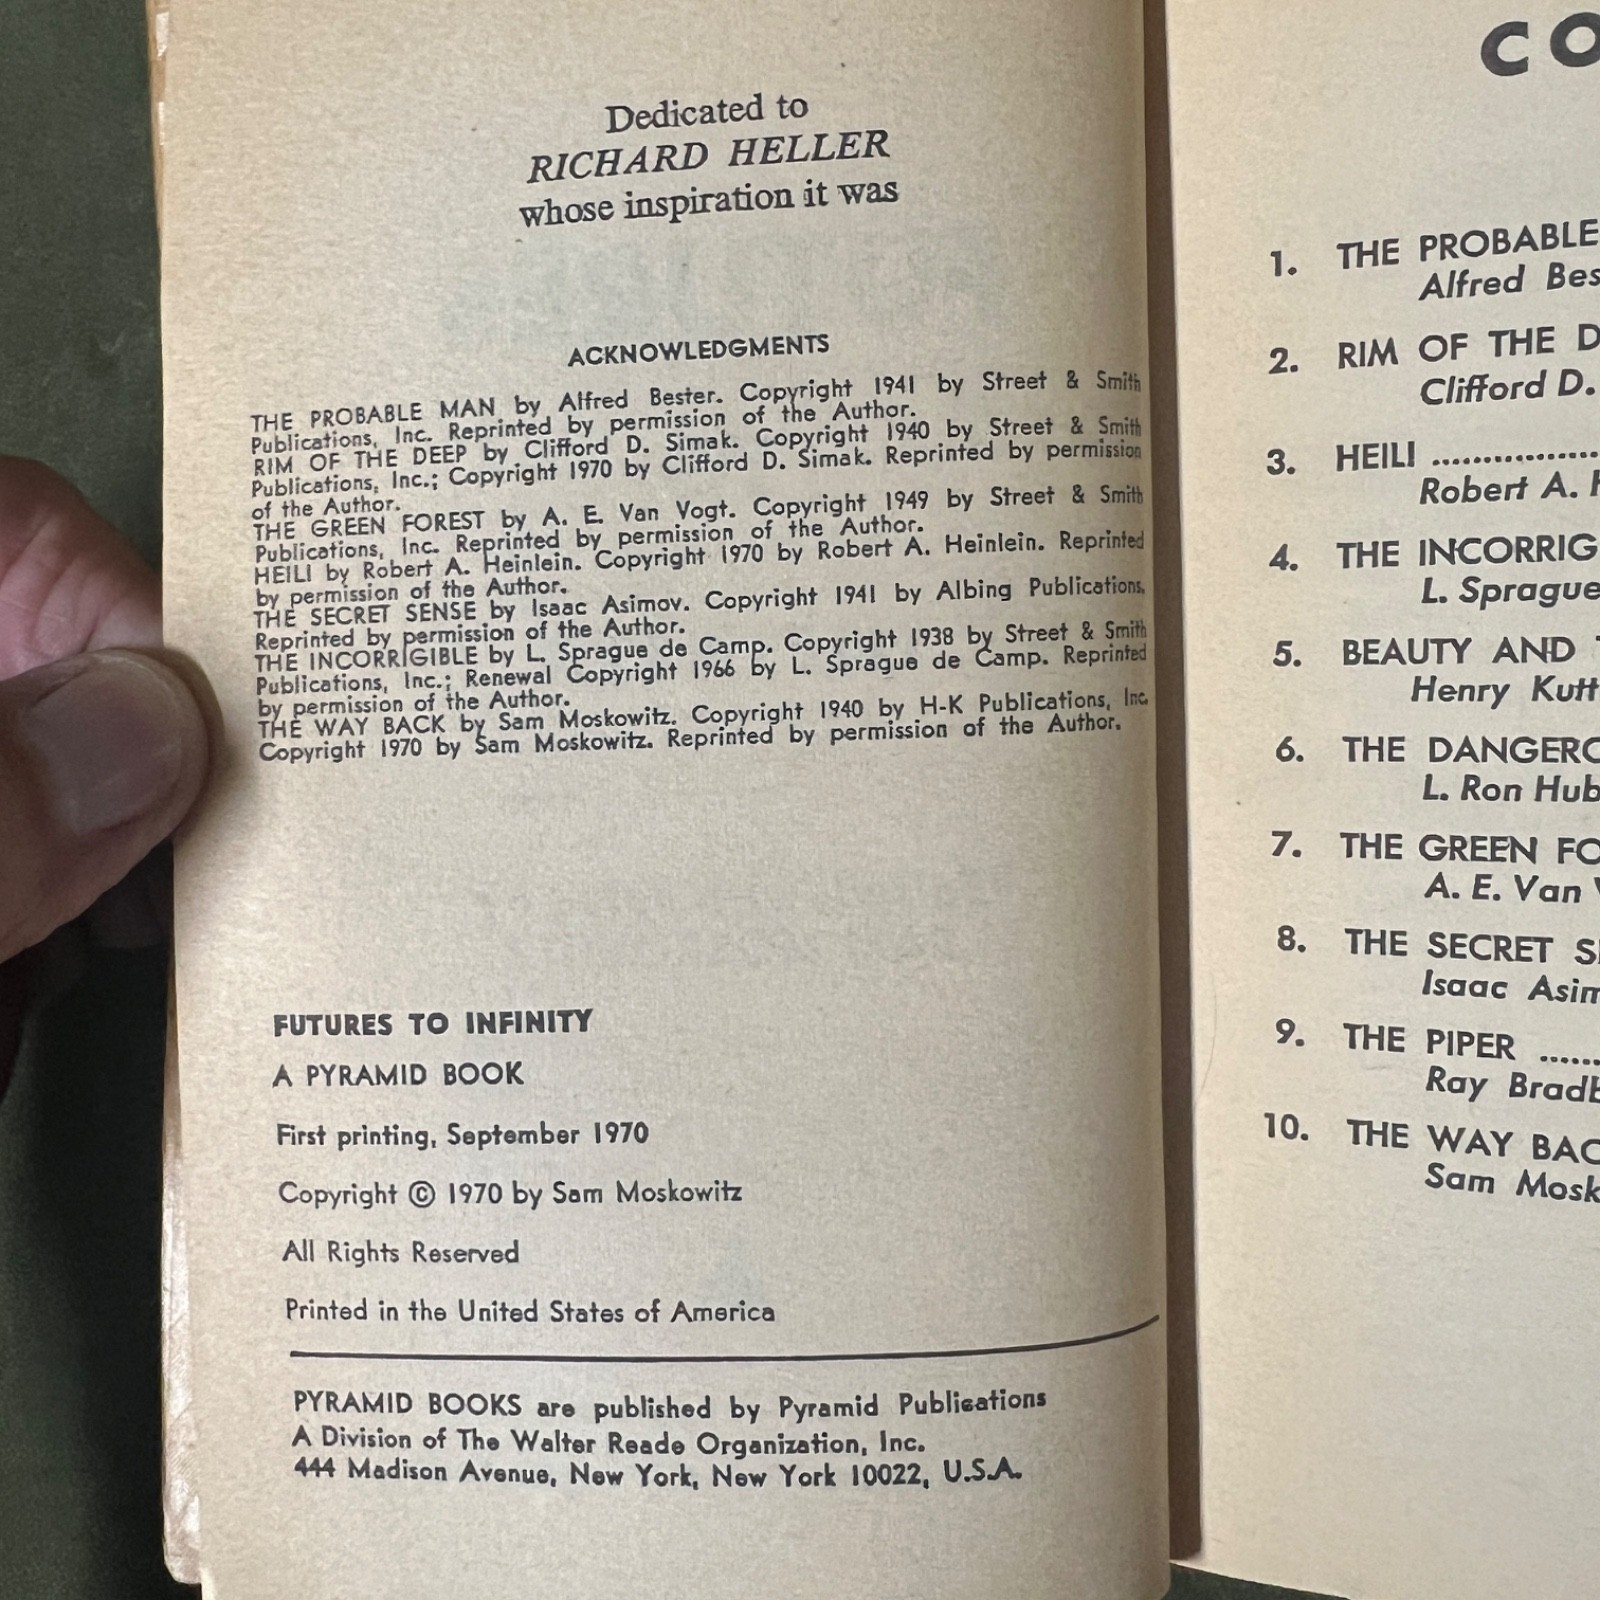 Dedicated to
RICHARD HELLER
whose inspiration it was
ACKNOWLEDGMENTS
THE PROBABLE MAN by Alfred Bester. Copyright 1941 by Street & Smith
Publications, Inc. Reprinted by permission of the Author.
RIM OF THE DEEP by Clifford D. Simak. Copyright 1940 by Street & Smith
Publications, Inc.; Copyright 1970 by Clifford D. Simak. Reprinted by permission
of the Author.
THE GREEN FOREST by A. E. Van Vogt. Copyright 1949 by Street & Smith
Publications, Inc. Reprinted by permission of the Author.
HEILI by Robert A. Heinlein. Copyright 1970 by Robert A. Heinlein. Reprinted
by permission of the Author.
THE SECRET SENSE by Isaac Asimov. Copyright 1941 by Albing Publications,
Reprinted by permission of the Author.
THE INCORRIGIBLE by L. Sprague de Camp. Copyright 1938 by Street & Smith
Publications, Inc.; Renewal Copyright 1966 by L. Sprague de Camp. Reprinted
by permission of the Author.
THE WAY BACK by Sam Moskowitz. Copyright 1940 by H-K Publications, Inc.
Copyright 1970 by Sam Moskowitz. Reprinted by permission of the Author.
FUTURES TO INFINITY
A PYRAMID BOOK
First printing, September 1970
Copyright © 1970 by Sam Moskowitz
All Rights Reserved
Printed in the United States of America
PYRAMID BOOKS are published by Pyramid Publications
A Division of The Walter Reade Organization, Inc.
444 Madison Avenue, New York, New York 10022, U.S.A.
CO
1. THE PROBABLE
Alfred Bes
2. RIM OF THE D
Clifford D.
3. HEILI ................
Robert A.
4. THE INCORRIG
L. Sprague
5. BEAUTY AND
Henry Kutt
6. THE DANGERO
L. Ron Hub
7. THE GREEN FO
A. E. Van
8. THE SECRET S
Isaac Asim
9. THE PIPER ......
Ray Bradb
10. THE WAY BAC
Sam Mosk